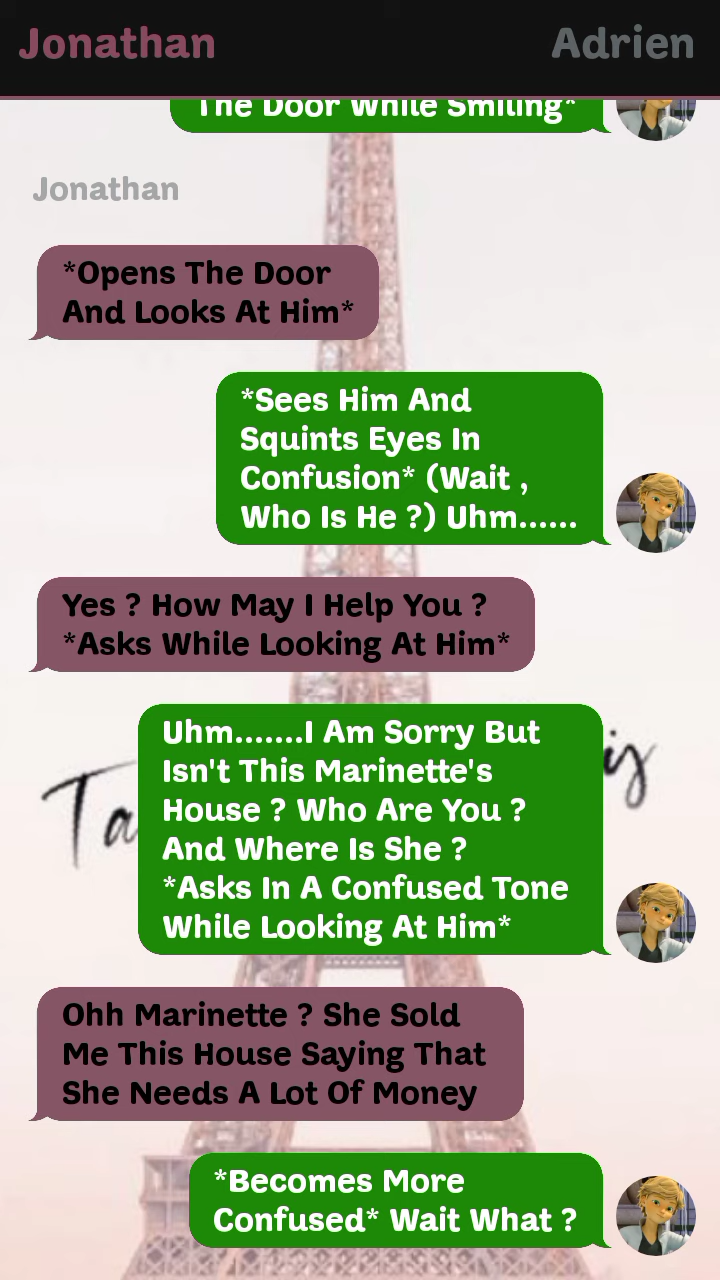 Jonathan
Adrien
The Door While Smiling*
Jonathan
*Opens The Door
And Looks At Him*
*Sees Him And
Squints Eyes In
Confusion* (Wait ,
Who Is He ?) Uhm......
Yes ? How May I Help You ?
*Asks While Looking At Him*
Uhm.......I Am Sorry But
Isn't This Marinette's
House ? Who Are You ?
And Where Is She ?
*Asks In A Confused Tone
While Looking At Him*
Ta
is
Ohh Marinette ? She Sold
Me This House Saying That
She Needs A Lot Of Money
*Becomes More
Confused* Wait What ?